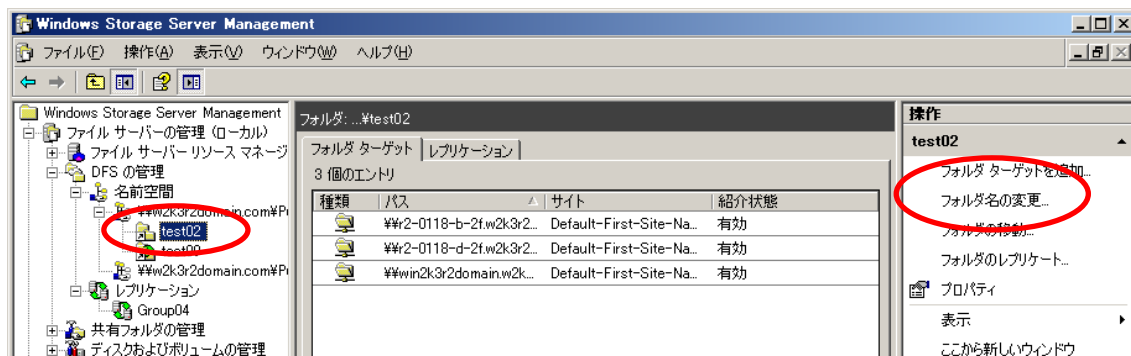 Windows Storage Server Management
ファイル(F) 操作(A) 表示(V) ウィンドウ(W) ヘルプ(H)
Windows Storage Server Management
ファイル サーバーの管理 (ローカル)
ファイル サーバー リソース マネージ
DFS の管理
名前空間
¥¥w2k3r2domain.com¥P
test02
¥¥w2k3r2domain.com¥P
レプリケーション
Group04
共有フォルダの管理
ディスクおよびボリュームの管理
フォルダ: ...¥test02
フォルダ ターゲット レプリケーション
3 個のエントリ
種類 パス サイト 紹介状態
¥¥r2-0118-b-2f.w2k3r2... Default-First-Site-Na... 有効
¥¥r2-0118-d-2f.w2k3r2... Default-First-Site-Na... 有効
¥¥win2k3r2domain.w2k... Default-First-Site-Na... 有効
操作
test02
フォルダ ターゲットを追加...
フォルダ名の変更...
フォルダの移動...
フォルダのレプリケート...
プロパティ
表示
ここから新しいウィンドウ